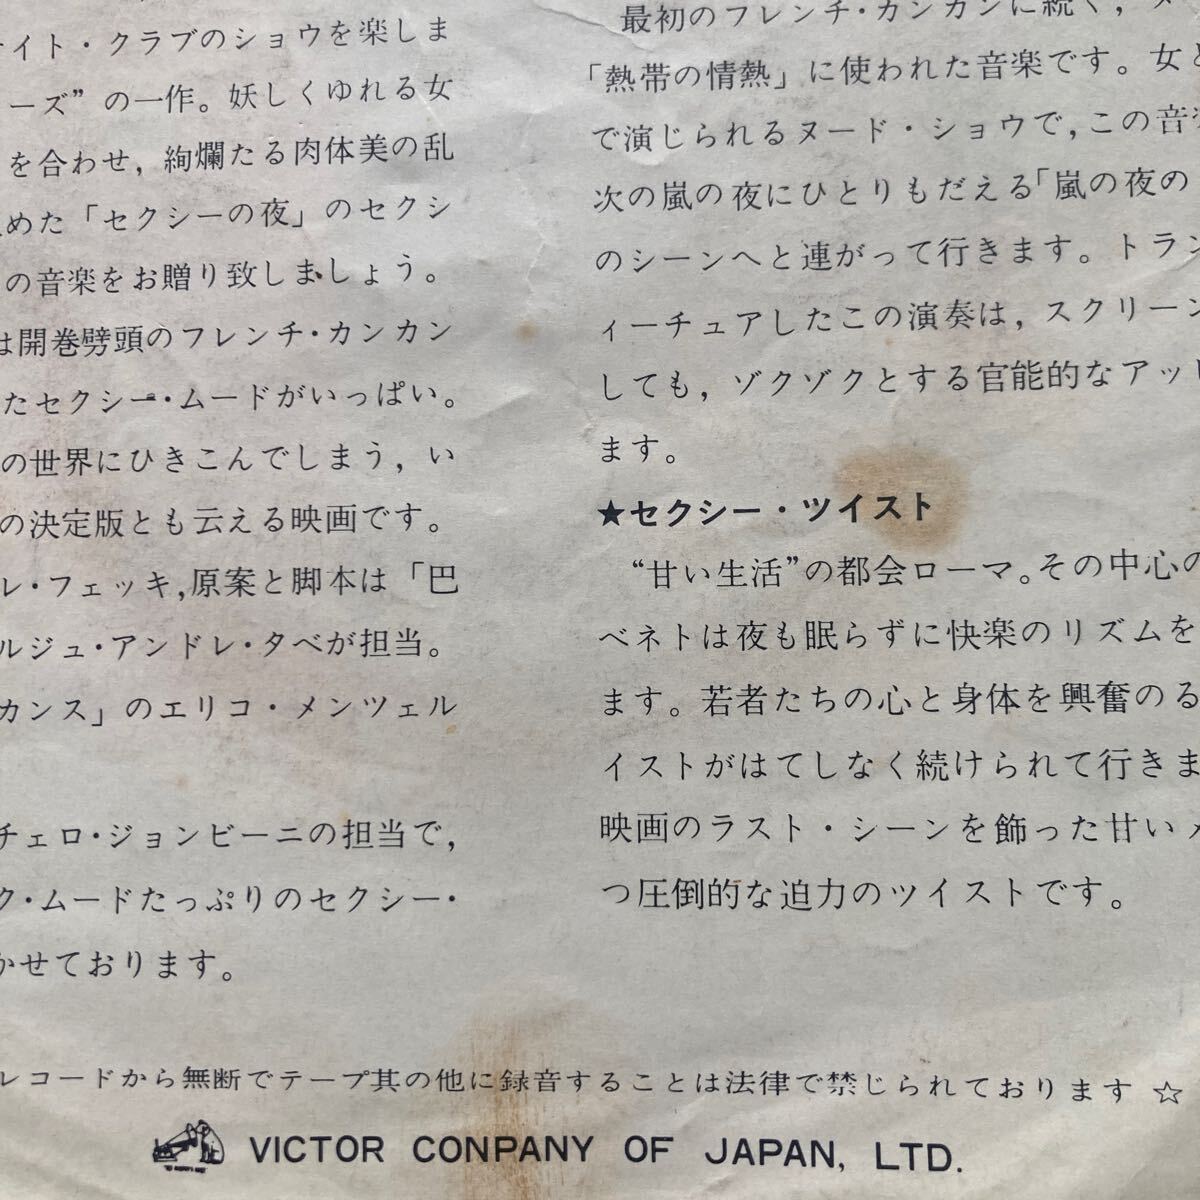 ナイト・クラブのショウを楽しま
ーズ”の一作。妖しくゆれる女
を合わせ，絢爛たる肉体美の乱
めた「セクシーの夜」のセクシ
の音楽をお贈り致しましょう。
は開巻劈頭のフレンチ・カンカン
たセクシー・ムードがいっぱい。
の世界にひきこんでしまう，い
の決定版とも云える映画です。
ル・フェッキ,原案と脚本は「巴
ルジュ・アンドレ・タベが担当。
カンス」のエリコ・メンツェル
チェロ・ジョンビーニの担当で，
ク・ムードたっぷりのセクシー・
かせております。
最初のフレンチ・カンカンに続く，
「熱帯の情熱」に使われた音楽です。女と
で演じられるヌード・ショウで,この音楽
次の嵐の夜にひとりもだえる「嵐の夜の
のシーンへと連がって行きます。トラン
ィーチュアしたこの演奏は，スクリーン
しても，ゾクゾクとする官能的なアッ
ます。
★セクシー・ツイスト
“甘い生活”の都会ローマ。その中心の
ベネトは夜も眠らずに快楽のリズムを
ます。若者たちの心と身体を興奮のる
イストがはてしなく続けられて行きま
映画のラスト・シーンを飾った甘いメ
つ圧倒的な迫力のツイストです。
レコードから無断でテープ其の他に録音することは法律で禁じられております ☆
VICTOR CONPANY OF JAPAN, LTD.